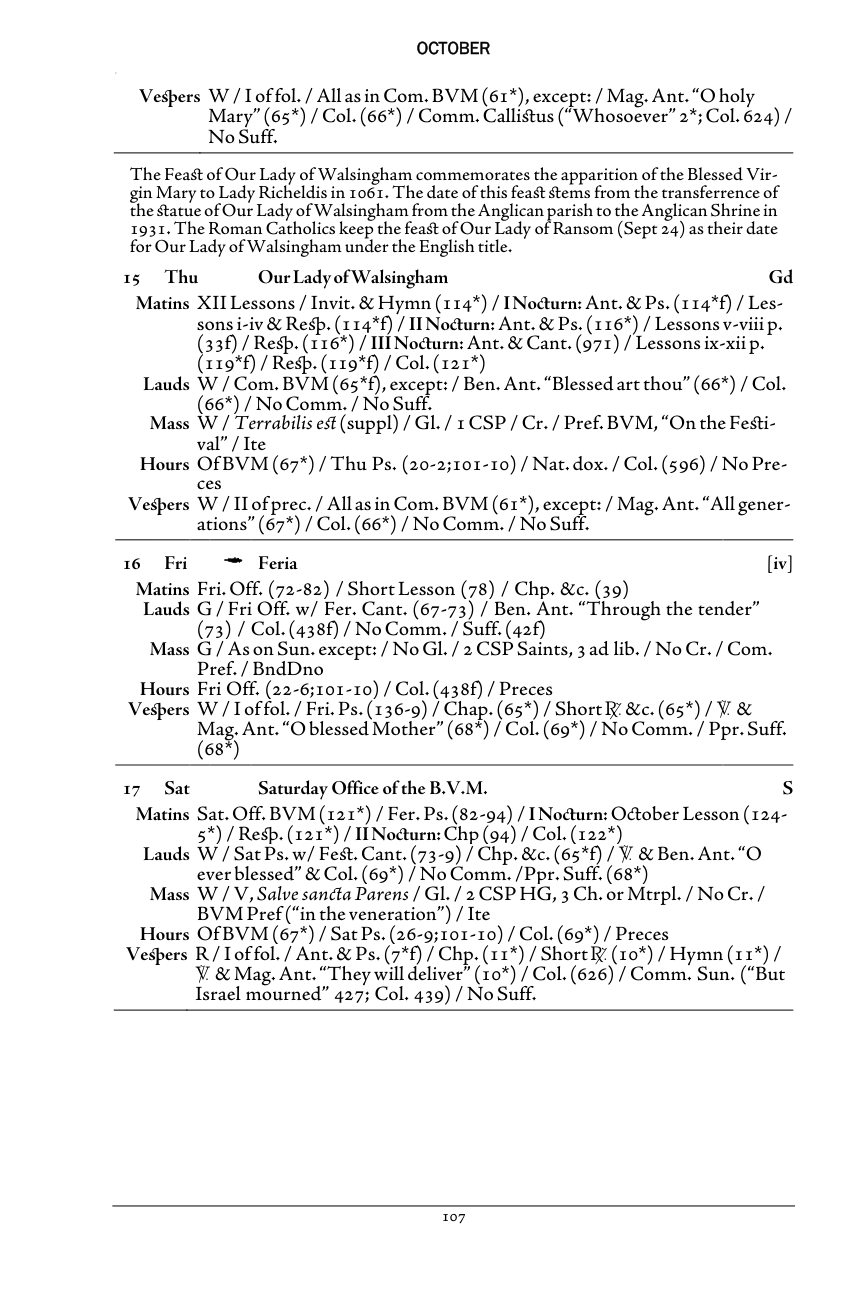 OCTOBER
Vespers W / I of fol. / All as in Com. BVM (61*), except: / Mag. Ant. “O holy
Mary” (65*) / Col. (66*) / Comm. Callistus (“Whosoever” 2*; Col. 624) /
No Suff.
The Feast of Our Lady of Walsingham commemorates the apparition of the Blessed Vir-
gin Mary to Lady Richeldis in 1061. The date of this feast stems from the transferrence of
the statue of Our Lady of Walsingham from the Anglican parish to the Anglican Shrine in
1931. The Roman Catholics keep the feast of Our Lady of Ransom (Sept 24) as their date
for Our Lady of Walsingham under the English title.
15 Thu Our Lady of Walsingham Gd
Matins XII Lessons / Invit. & Hymn (114*) / I Nocturn: Ant. & Ps. (114*f) / Les-
sons i-iv & Resp. (114*f) / II Nocturn: Ant. & Ps. (116*) / Lessons v-viii p.
(33f) / Resp. (116*) / III Nocturn: Ant. & Cant. (971) / Lessons ix-xii p.
(119*f) / Resp. (119*f) / Col. (121*)
Lauds W / Com. BVM (65*f), except: / Ben. Ant. “Blessed art thou” (66*) / Col.
(66*) / No Comm. / No Suff.
Mass W / Terrabilis est (suppl) / Gl. / 1 CSP / Cr. / Pref. BVM, “On the Festi-
val” / Ite
Hours Of BVM (67*) / Thu Ps. (20-2;101-10) / Nat. dox. / Col. (596) / No Pre-
ces
Vespers W / II of prec. / All as in Com. BVM (61*), except: / Mag. Ant. “All gener-
ations” (67*) / Col. (66*) / No Comm. / No Suff.
16 Fri Feria [iv]
Matins Fri. Off. (72-82) / Short Lesson (78) / Chp. &c. (39)
Lauds G / Fri Off. w/ Fer. Cant. (67-73) / Ben. Ant. “Through the tender”
(73) / Col. (438f) / No Comm. / Suff. (42f)
Mass G / As on Sun. except: / No Gl. / 2 CSP Saints, 3 ad lib. / No Cr. / Com.
Pref. / BndDno
Hours Fri Off. (22-6;101-10) / Col. (438f) / Preces
Vespers W / I of fol. / Fri. Ps. (136-9) / Chap. (65*) / Short ℟ &c. (65*) / ℣ &
Mag. Ant. “O blessed Mother” (68*) / Col. (69*) / No Comm. / Ppr. Suff.
(68*)
17 Sat Saturday Office of the B.V.M. S
Matins Sat. Off. BVM (121*) / Fer. Ps. (82-94) / I Nocturn: October Lesson (124-
5*) / Resp. (121*) / II Nocturn: Chp (94) / Col. (122*)
Lauds W / Sat Ps. w/ Fest. Cant. (73-9) / Chp. &c. (65*f) / ℣ & Ben. Ant. “O
ever blessed” & Col. (69*) / No Comm. /Ppr. Suff. (68*)
Mass W / V, Salve sancta Parens / Gl. / 2 CSP HG, 3 Ch. or Mtrpl. / No Cr. /
BVM Pref (“in the veneration”) / Ite
Hours Of BVM (67*) / Sat Ps. (26-9;101-10) / Col. (69*) / Preces
Vespers R / I of fol. / Ant. & Ps. (7*f) / Chp. (11*) / Short ℟ (10*) / Hymn (11*) /
℣ & Mag. Ant. “They will deliver” (10*) / Col. (626) / Comm. Sun. (“But
Israel mourned” 427; Col. 439) / No Suff.
107